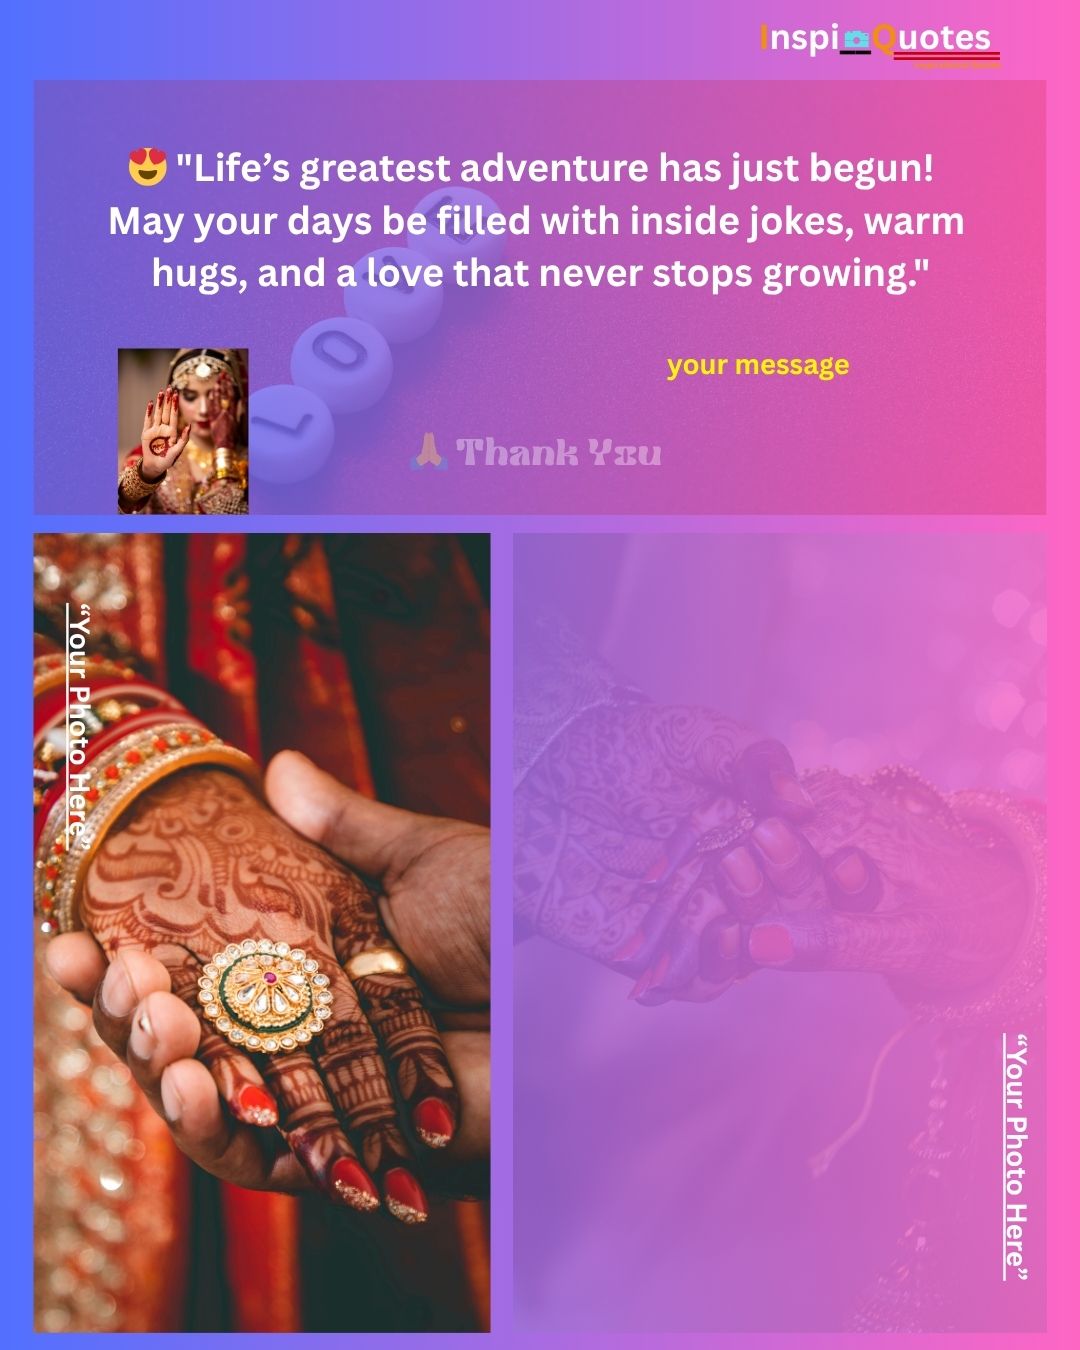 InspiQuotes
😍 "Life’s greatest adventure has just begun!
May your days be filled with inside jokes, warm
hugs, and a love that never stops growing."
your message
LOVE
🙏🏽 Thank You
“Your Photo Here”
“Your Photo Here”